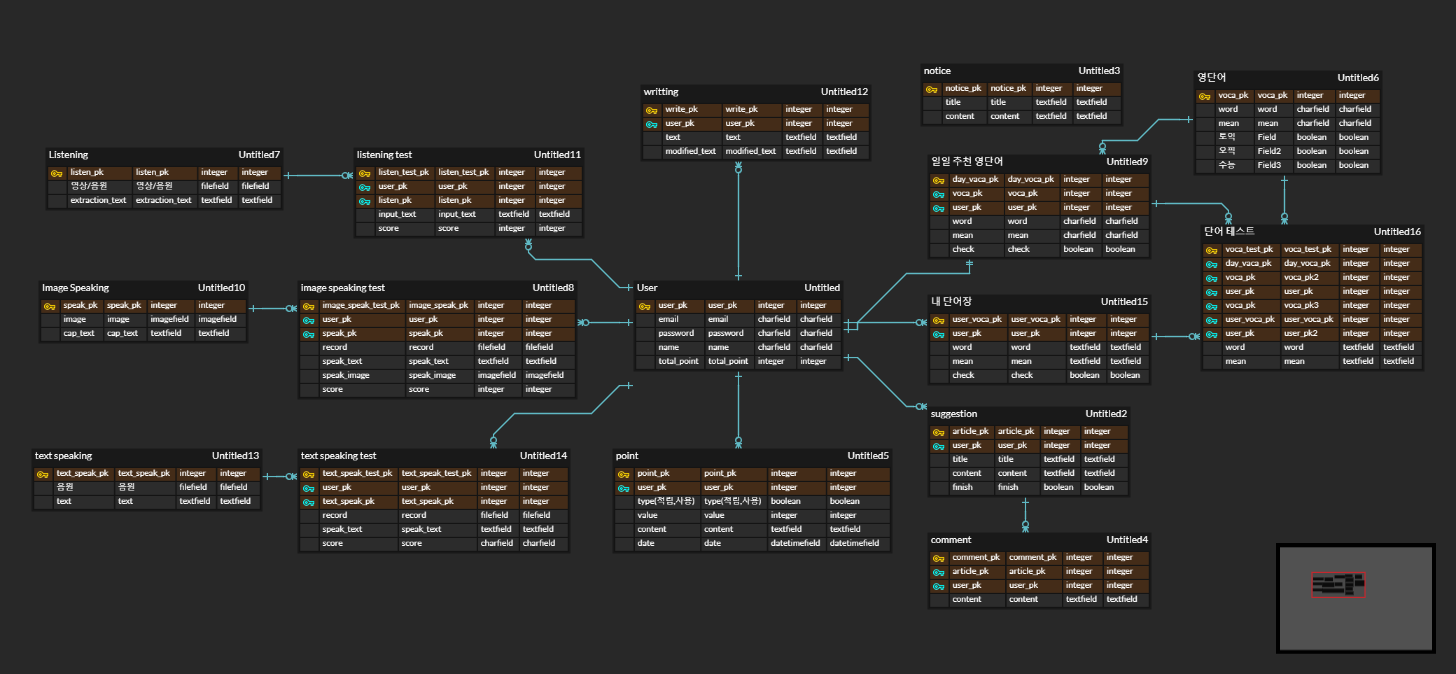 notice Untitled3
notice_pk notice_pk integer integer
title title textfield textfield
content content textfield textfield
영단어 Untitled6
voca_pk voca_pk integer integer
word word charfield charfield
mean mean charfield charfield
토익 Field boolean boolean
오픽 Field2 boolean boolean
수능 Field3 boolean boolean
writting Untitled12
write_pk write_pk integer integer
user_pk user_pk integer integer
text text textfield textfield
modified_text modified_text textfield textfield
Listening Untitled7
listen_pk listen_pk integer integer
영상/음원 영상/음원 filefield filefield
extraction_text extraction_text textfield textfield
listening test Untitled11
listen_test_pk listen_test_pk integer integer
user_pk user_pk integer integer
listen_pk listen_pk integer integer
input_text input_text textfield textfield
score score integer integer
일일 추천 영단어 Untitled9
day_vaca_pk day_voca_pk integer integer
voca_pk voca_pk integer integer
user_pk user_pk integer integer
word word charfield charfield
mean mean charfield charfield
check check boolean boolean
단어 테스트 Untitled16
voca_test_pk voca_test_pk integer integer
day_vaca_pk day_voca_pk integer integer
voca_pk voca_pk2 integer integer
user_pk user_pk integer integer
voca_pk voca_pk3 integer integer
user_voca_pk user_voca_pk integer integer
user_pk user_pk2 integer integer
word word textfield textfield
mean mean textfield textfield
Image Speaking Untitled10
speak_pk speak_pk integer integer
image image imagefield imagefield
cap_text cap_text textfield textfield
image speaking test Untitled8
image_speak_test_pk image_speak_pk integer integer
user_pk user_pk integer integer
speak_pk speak_pk integer integer
record record filefield filefield
speak_text speak_text textfield textfield
speak_image speak_image imagefield imagefield
score score integer integer
User Untitled
user_pk user_pk integer integer
email email charfield charfield
password password charfield charfield
name name charfield charfield
total_point total_point integer integer
내 단어장 Untitled15
user_voca_pk user_voca_pk integer integer
user_pk user_pk integer integer
word word textfield textfield
mean mean textfield textfield
check check boolean boolean
suggestion Untitled2
article_pk article_pk integer integer
user_pk user_pk integer integer
title title textfield textfield
content content textfield textfield
finish finish boolean boolean
text speaking Untitled13
text_speak_pk text_speak_pk integer integer
음원 음원 filefield filefield
text text textfield textfield
text speaking test Untitled14
text_speak_test_pk text_speak_test_pk integer integer
user_pk user_pk integer integer
text_speak_pk text_speak_pk integer integer
record record filefield filefield
speak_text speak_text textfield textfield
score score charfield charfield
point Untitled5
point_pk point_pk integer integer
user_pk user_pk integer integer
type(적립,사용) type(적립,사용) boolean boolean
value value integer integer
content content textfield textfield
date date datetimefield datetimefield
comment Untitled4
comment_pk comment_pk integer integer
article_pk article_pk integer integer
user_pk user_pk integer integer
content content textfield textfield